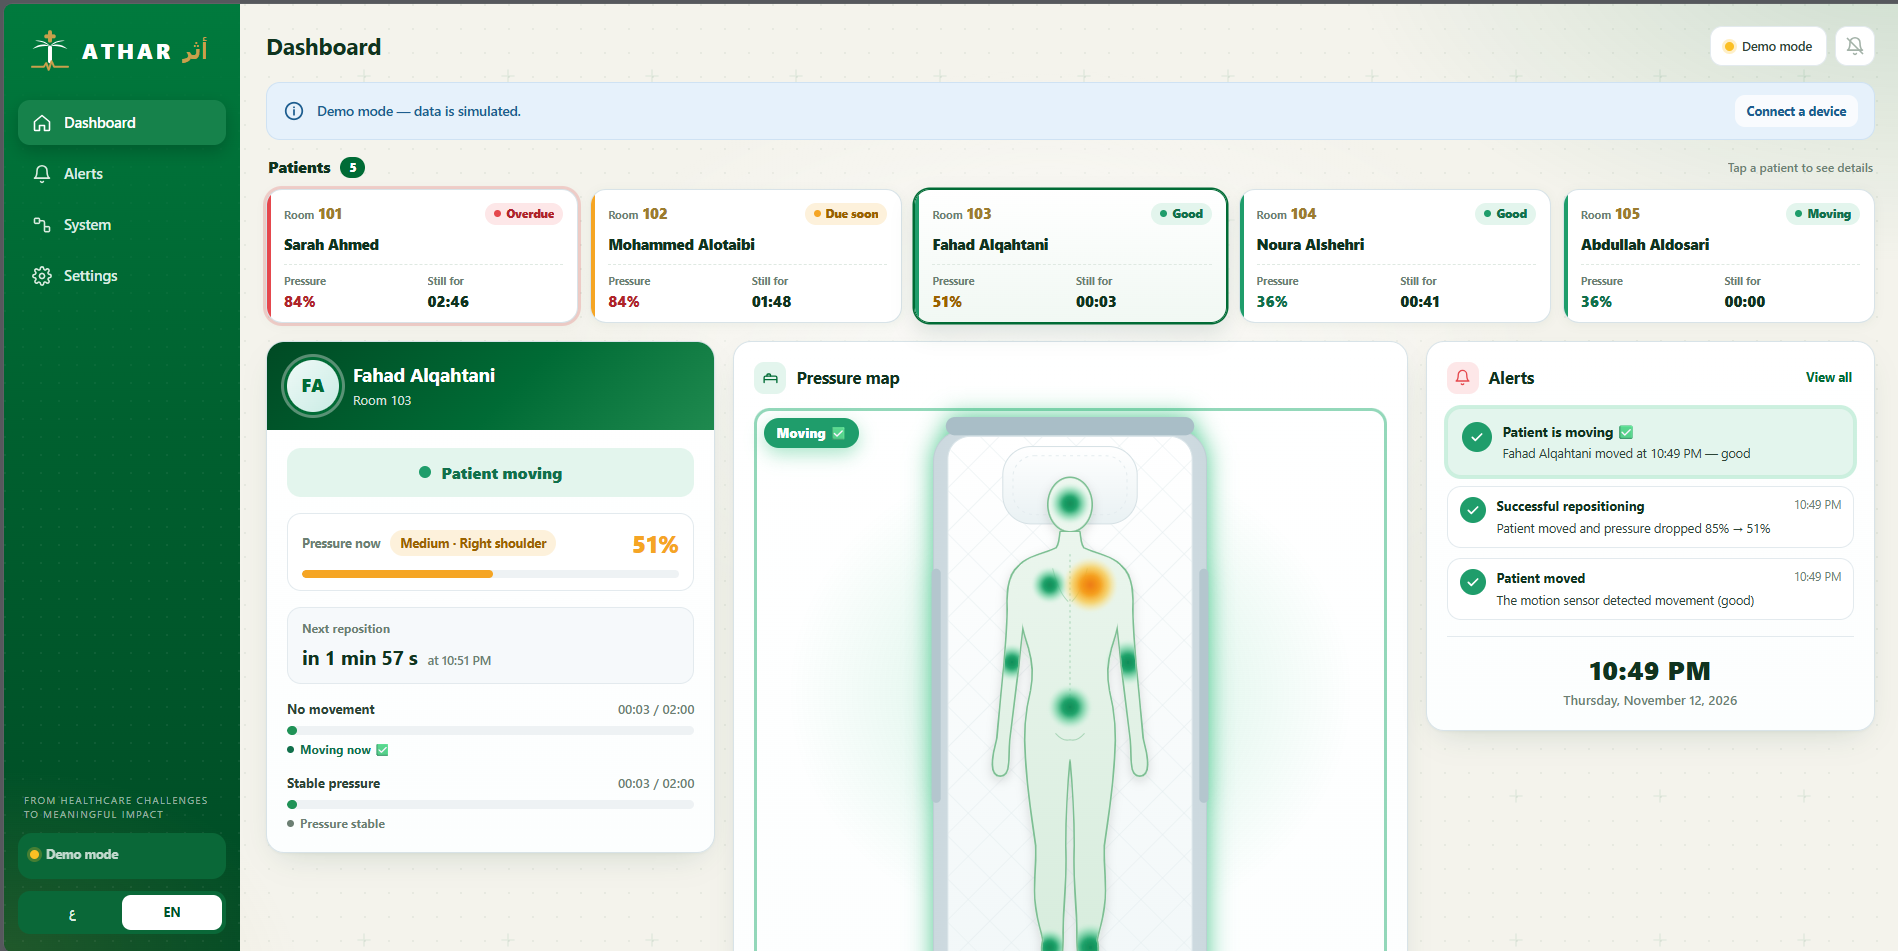 ATHAR أثر
Dashboard
Alerts
System
Settings
FROM HEALTHCARE CHALLENGES
TO MEANINGFUL IMPACT
Demo mode
ع
EN
Dashboard
Demo mode
Demo mode — data is simulated.
Connect a device
Patients 5
Tap a patient to see details
Room 101
Overdue
Sarah Ahmed
Pressure
Still for
84%
02:46
Room 102
Due soon
Mohammed Alotaibi
Pressure
Still for
84%
01:48
Room 103
Good
Fahad Alqahtani
Pressure
Still for
51%
00:03
Room 104
Good
Noura Alshehri
Pressure
Still for
36%
00:41
Room 105
Moving
Abdullah Aldosari
Pressure
Still for
36%
00:00
FA
Fahad Alqahtani
Room 103
Patient moving
Pressure now
Medium · Right shoulder
51%
Next reposition
in 1 min 57 s at 10:51 PM
No movement
00:03 / 02:00
Moving now ✅
Stable pressure
00:03 / 02:00
Pressure stable
Pressure map
Moving ✅
Alerts
View all
Patient is moving ✅
Fahad Alqahtani moved at 10:49 PM — good
Successful repositioning
10:49 PM
Patient moved and pressure dropped 85% → 51%
Patient moved
10:49 PM
The motion sensor detected movement (good)
10:49 PM
Thursday, November 12, 2026